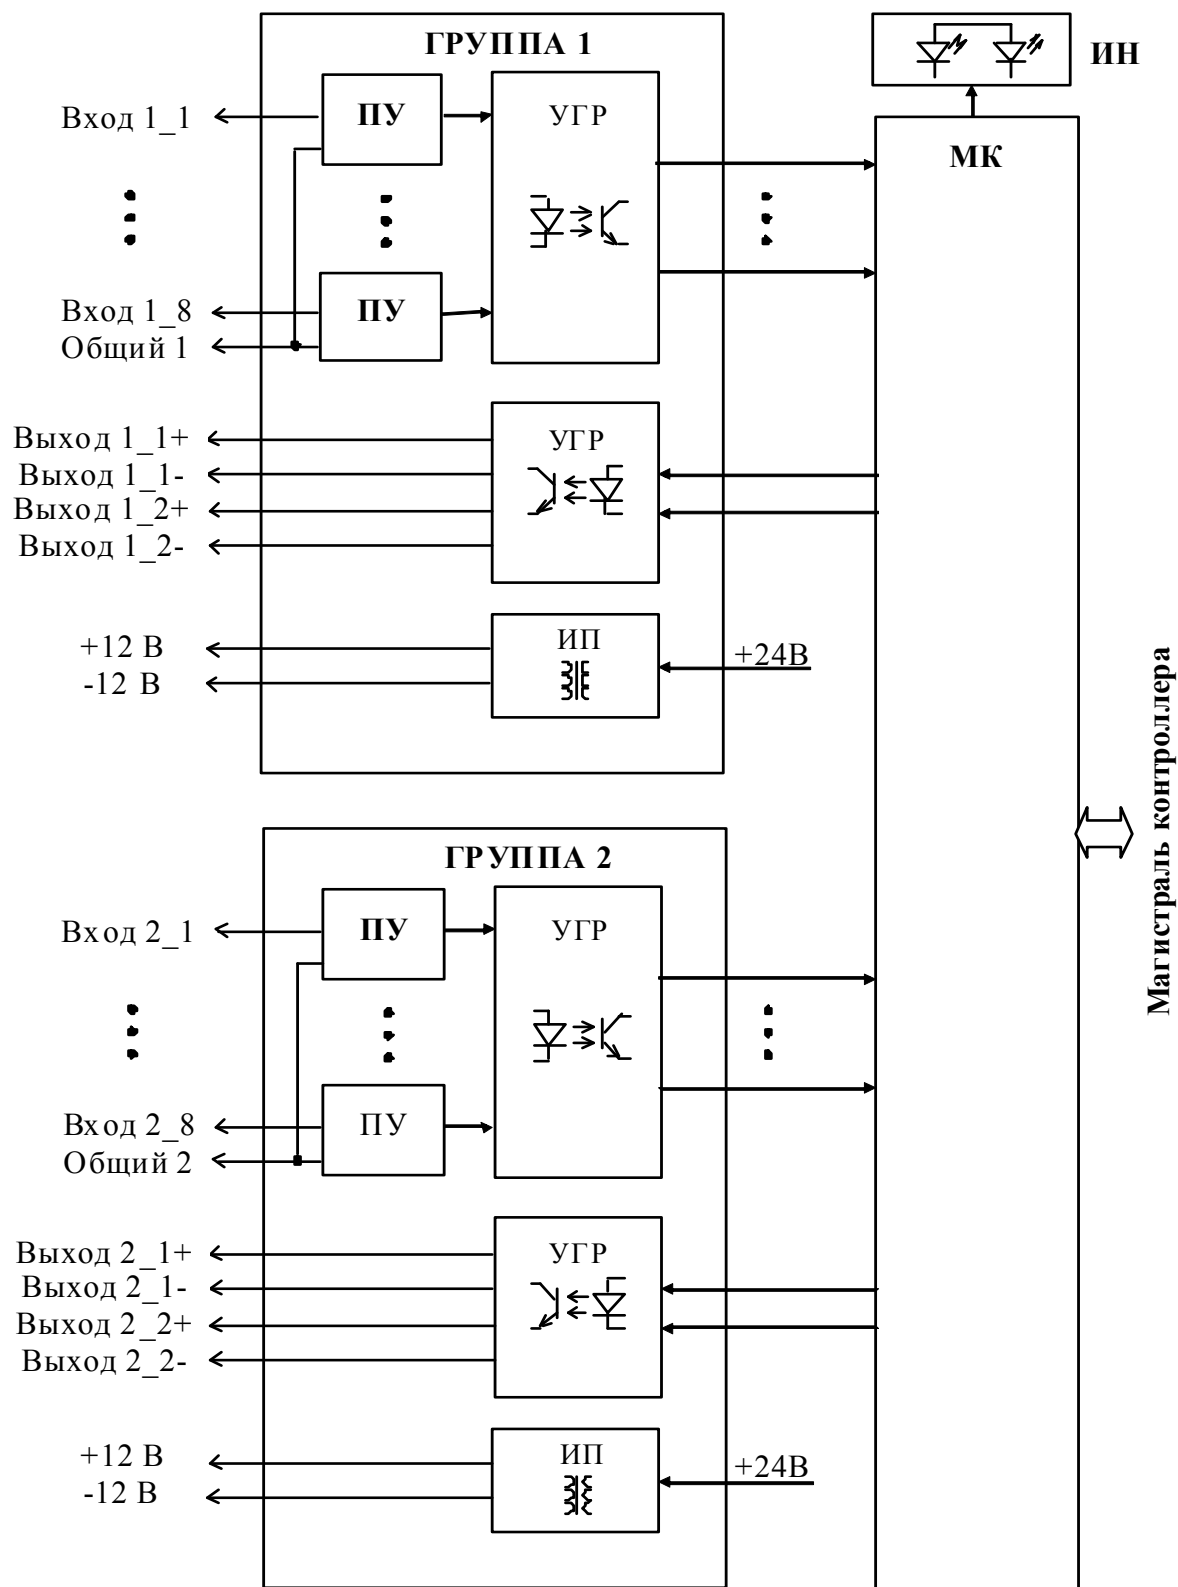 ГРУППА 1
ИН
Вход 1_1
ПУ
УГР
МК
Вход 1_8
ПУ
Общий 1
Выход 1_1+
УГР
Выход 1_1-
Выход 1_2+
Выход 1_2-
+12 В
ИП
+24В
-12 В
Магистраль контроллера
ГРУППА 2
Вход 2_1
ПУ
УГР
Вход 2_8
ПУ
Общий 2
Выход 2_1+
УГР
Выход 2_1-
Выход 2_2+
Выход 2_2-
+12 В
ИП
+24В
-12 В